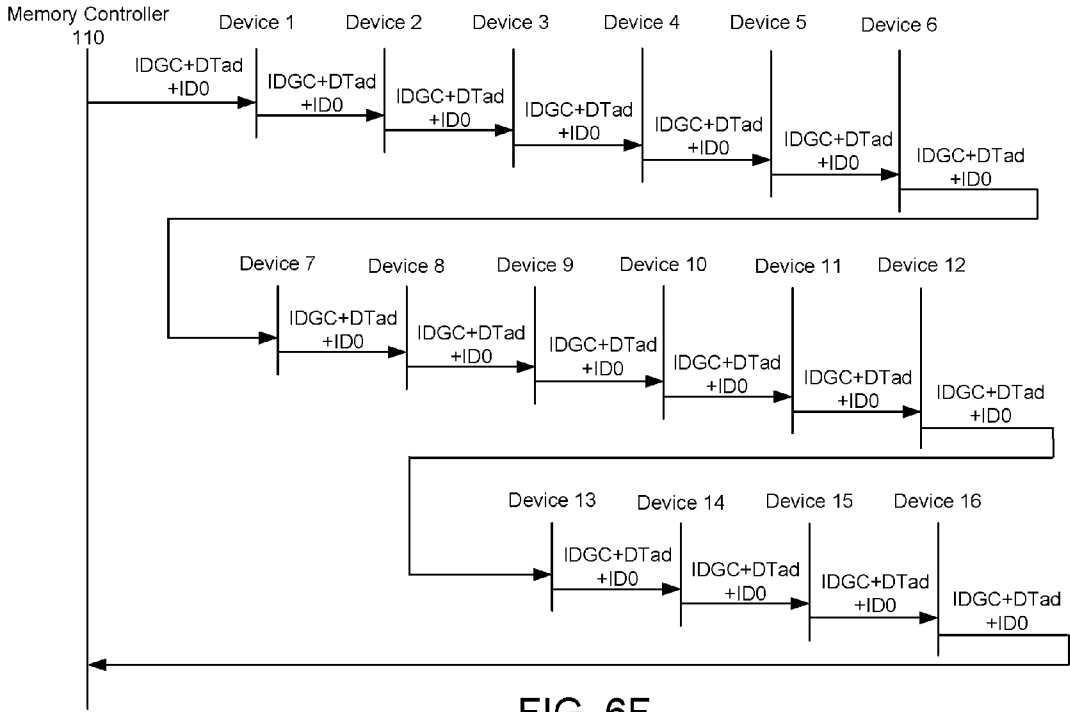 Memory Controller
110
Device 1
Device 2
Device 3
Device 4
Device 5
Device 6
IDGC+DTad
+ID0
IDGC+DTad
+ID0
IDGC+DTad
+ID0
IDGC+DTad
+ID0
IDGC+DTad
+ID0
IDGC+DTad
+ID0
IDGC+DTad
+ID0
Device 7
Device 8
Device 9
Device 10
Device 11
Device 12
IDGC+DTad
+ID0
IDGC+DTad
+ID0
IDGC+DTad
+ID0
IDGC+DTad
+ID0
IDGC+DTad
+ID0
IDGC+DTad
+ID0
Device 13
Device 14
Device 15
Device 16
IDGC+DTad
+ID0
IDGC+DTad
+ID0
IDGC+DTad
+ID0
IDGC+DTad
+ID0